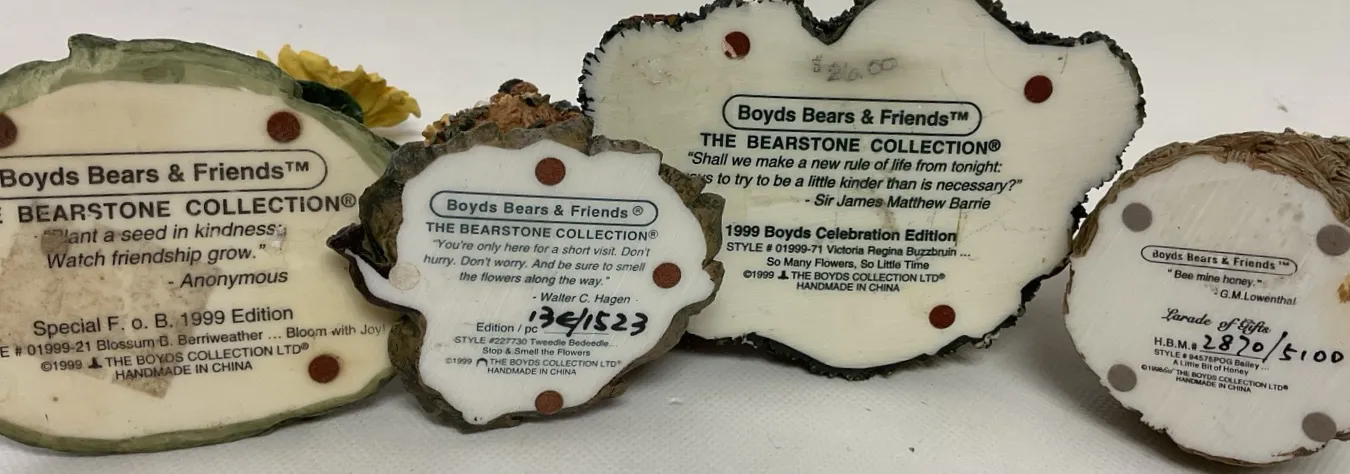 Boyds Bears & Friends™
E BEARSTONE COLLECTION®
"Plant a seed in kindness;
Watch friendship grow."
- Anonymous
Special F. o B. 1999 Edition
E # 01999-21 Blossum B. Berriweather ... Bloom with Joy!
©1999 THE BOYDS COLLECTION LTD®
HANDMADE IN CHINA
Boyds Bears & Friends®
THE BEARSTONE COLLECTION®
"You're only here for a short visit. Don't
hurry. Don't worry. And be sure to smell
the flowers along the way."
- Walter C. Hagen
Edition / pc
/1523
STYLE #227730 Tweedle Bedeedle...
Stop & Smell the Flowers
©1999 THE BOYDS COLLECTION LTD®
HANDMADE IN CHINA
$26.00
Boyds Bears & Friends™
THE BEARSTONE COLLECTION®
"Shall we make a new rule of life from tonight:
us to try to be a little kinder than is necessary?"
- Sir James Matthew Barrie
1999 Boyds Celebration Edition
STYLE # 01999-71 Victoria Regina Buzzbruin ...
So Many Flowers, So Little Time
©1999 THE BOYDS COLLECTION LTD®
HANDMADE IN CHINA
Boyds Bears & Friends™
"Bee mine honey."
- G.M.Lowenthal
Parade of Gifts
H.B.M.# 2870/5100
STYLE # 94575POG Bailey ...
A Little Bit of Honey
THE BOYDS COLLECTION LTD®
HANDMADE IN CHINA